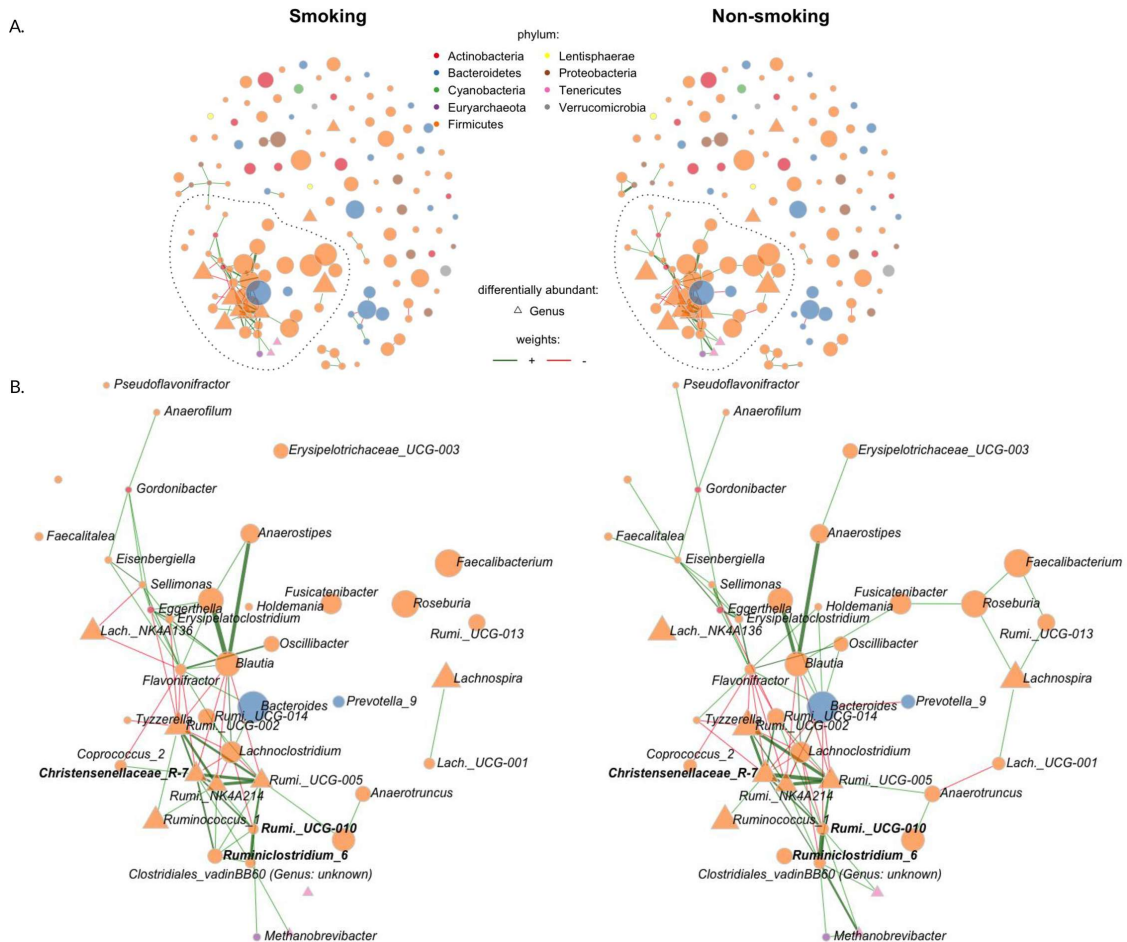 Smoking
Non-smoking
A.
phylum:
Actinobacteria
Lentisphaerae
Bacteroidetes
Proteobacteria
Cyanobacteria
Tenericutes
Euryarchaeota
Verrucomicrobia
Firmicutes
differentially abundant:
Genus
weights:
+
-
B.
Pseudoflavonifractor
Anaerofilum
Erysipelotrichaceae_UCG-003
Gordonibacter
Faecalitalea
Anaerostipes
Eisenbergiella
Faecalibacterium
Sellimonas
Fusicatenibacter
Eggerthella
Holdemania
Roseburia
Erysipelatoclostridium
Lach._NK4A136
Rumi._UCG-013
Oscillibacter
Blautia
Flavonifractor
Lachnospira
Prevotella_9
Bacteroides
Rumi._UCG-014
Tyzzerella
Rumi._UCG-002
Coprococcus_2
Lachnoclostridium
Lach._UCG-001
Christensenellaceae_R-7
Rumi._UCG-005
Rumi._NK4A214
Anaerotruncus
Ruminococcus_1
Rumi._UCG-010
Ruminiclostridium_6
Clostridiales_vadinBB60 (Genus: unknown)
Methanobrevibacter
Pseudoflavonifractor
Anaerofilum
Erysipelotrichaceae_UCG-003
Gordonibacter
Faecalitalea
Anaerostipes
Eisenbergiella
Faecalibacterium
Sellimonas
Fusicatenibacter
Eggerthella
Holdemania
Roseburia
Erysipelatoclostridium
Lach._NK4A136
Rumi._UCG-013
Oscillibacter
Blautia
Flavonifractor
Lachnospira
Prevotella_9
Bacteroides
Rumi._UCG-014
Tyzzerella
Rumi._UCG-002
Coprococcus_2
Lachnoclostridium
Lach._UCG-001
Christensenellaceae_R-7
Rumi._UCG-005
Rumi._NK4A214
Anaerotruncus
Ruminococcus_1
Rumi._UCG-010
Ruminiclostridium_6
Clostridiales_vadinBB60 (Genus: unknown)
Methanobrevibacter